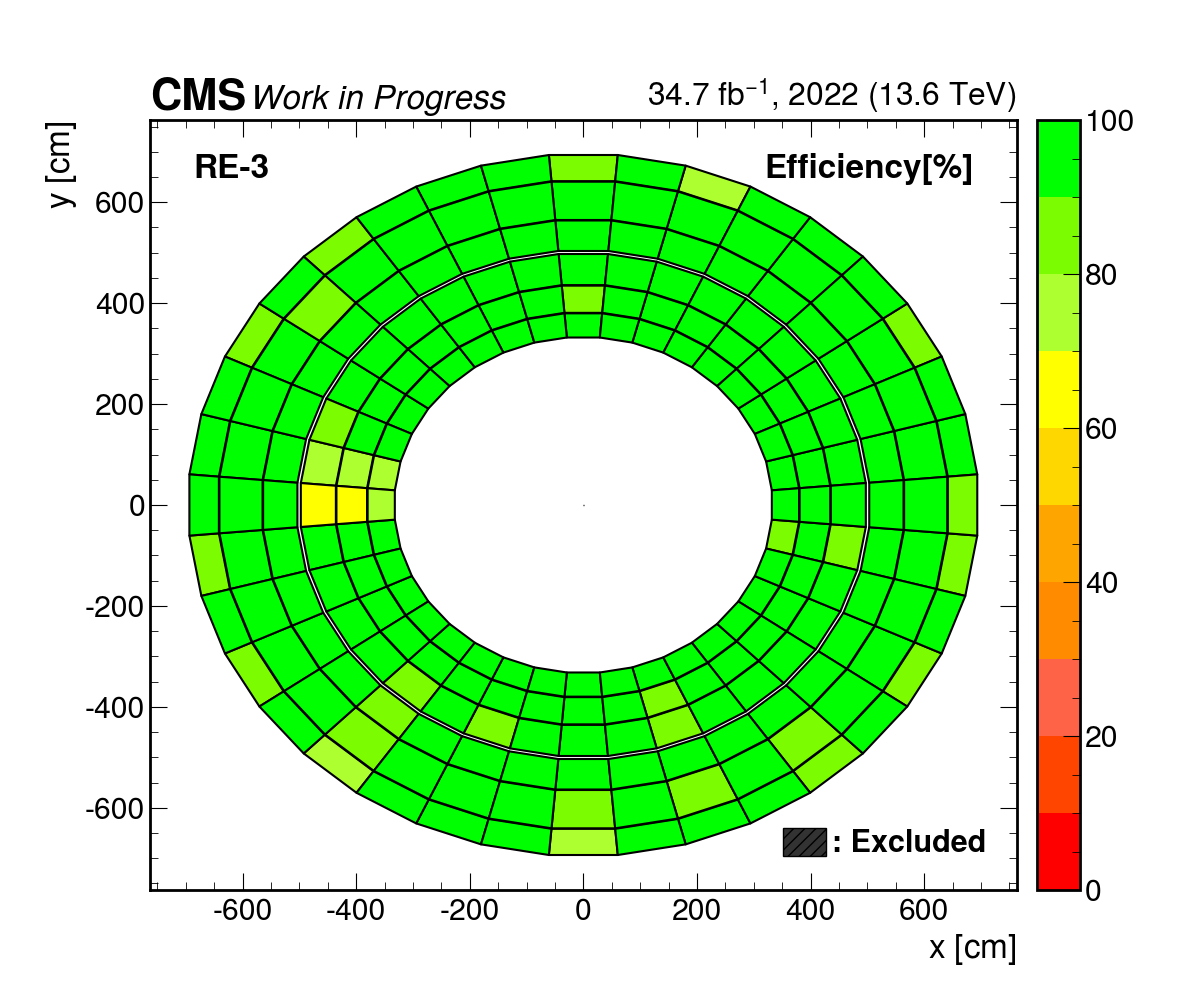 CMS Work in Progress 34.7 fb⁻¹, 2022 (13.6 TeV)
y [cm]
RE-3 Efficiency[%]
600
400
200
0
-200
-400
-600
: Excluded
-600 -400 -200 0 200 400 600
x [cm]
100
80
60
40
20
0